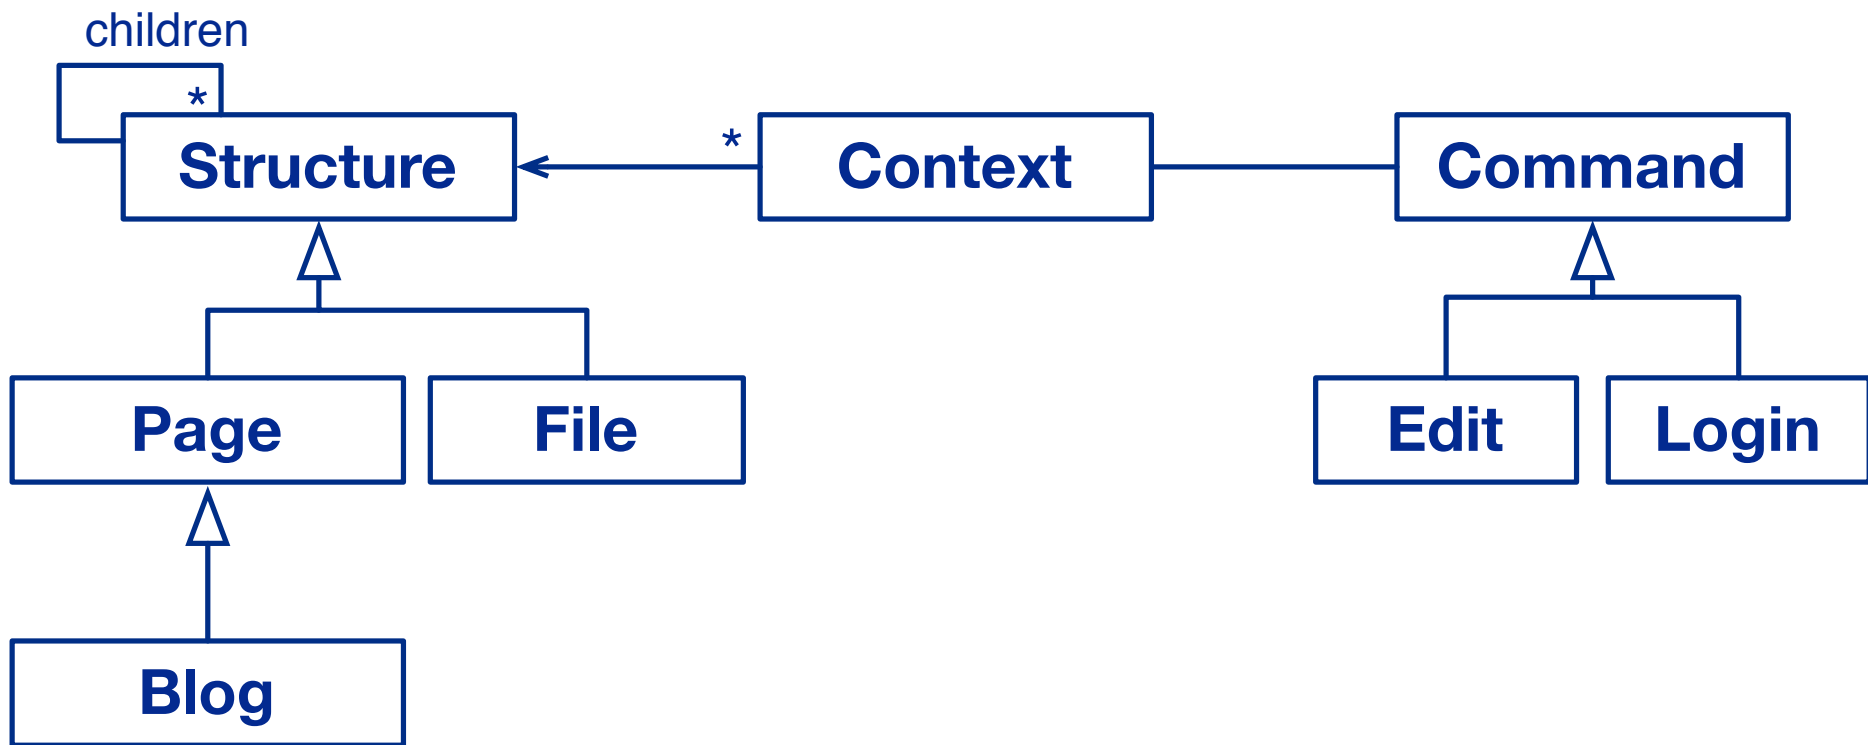 children
*
*
Structure
Context
Command
Page
File
Edit
Login
Blog